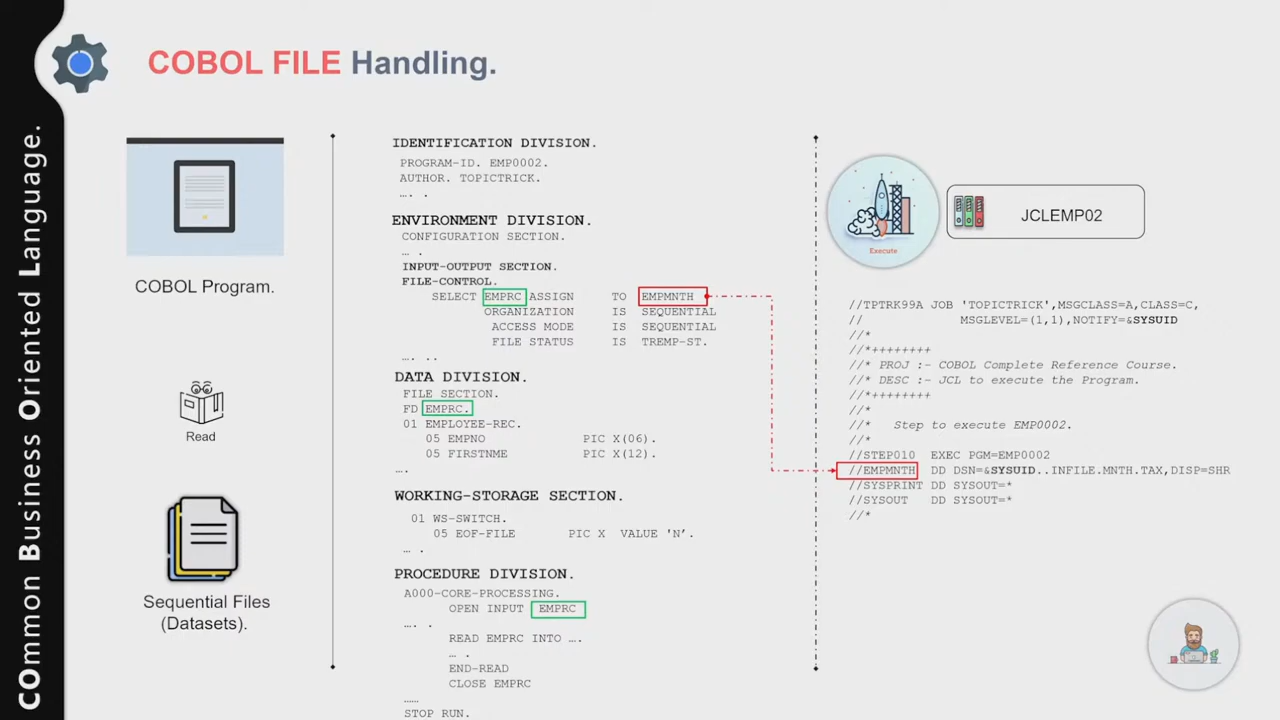 COBOL FILE Handling.
COmmon Business Oriented Language.
COBOL Program.
Read
Sequential Files
(Datasets).
IDENTIFICATION DIVISION.
PROGRAM-ID. EMP0002.
AUTHOR. TOPICTRICK.
…. .
ENVIRONMENT DIVISION.
CONFIGURATION SECTION.
… .
INPUT-OUTPUT SECTION.
FILE-CONTROL.
SELECT EMPRC ASSIGN TO EMPMNTH
ORGANIZATION IS SEQUENTIAL
ACCESS MODE IS SEQUENTIAL
FILE STATUS IS TREMP-ST.
…. ..
DATA DIVISION.
FILE SECTION.
FD EMPRC.
01 EMPLOYEE-REC.
05 EMPNO PIC X(06).
05 FIRSTNME PIC X(12).
….
WORKING-STORAGE SECTION.
01 WS-SWITCH.
05 EOF-FILE PIC X VALUE 'N’.
… .
PROCEDURE DIVISION.
A000-CORE-PROCESSING.
OPEN INPUT EMPRC
…. .
READ EMPRC INTO ….
… .
END-READ
CLOSE EMPRC
……
STOP RUN.
Execute
JCLEMP02
//TPTRK99A JOB 'TOPICTRICK',MSGCLASS=A,CLASS=C,
// MSGLEVEL=(1,1),NOTIFY=&SYSUID
//*
//*++++++++
//* PROJ :- COBOL Complete Reference Course.
//* DESC :- JCL to execute the Program.
//*++++++++
//*
//* Step to execute EMP0002.
//*
//STEP010 EXEC PGM=EMP0002
//EMPMNTH DD DSN=&SYSUID..INFILE.MNTH.TAX,DISP=SHR
//SYSPRINT DD SYSOUT=*
//SYSOUT DD SYSOUT=*
//*